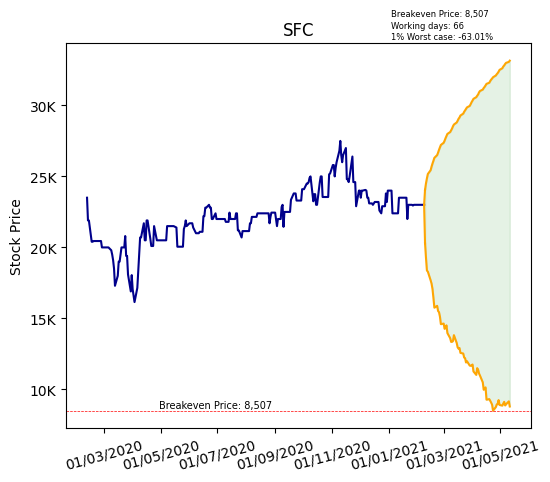 Breakeven Price: 8,507
Working days: 66
1% Worst case: -63.01%
SFC
Stock Price
30K
25K
20K
15K
10K
Breakeven Price: 8,507
01/03/2020 01/05/2020 01/07/2020 01/09/2020 01/11/2020 01/01/2021 01/03/2021 01/05/2021